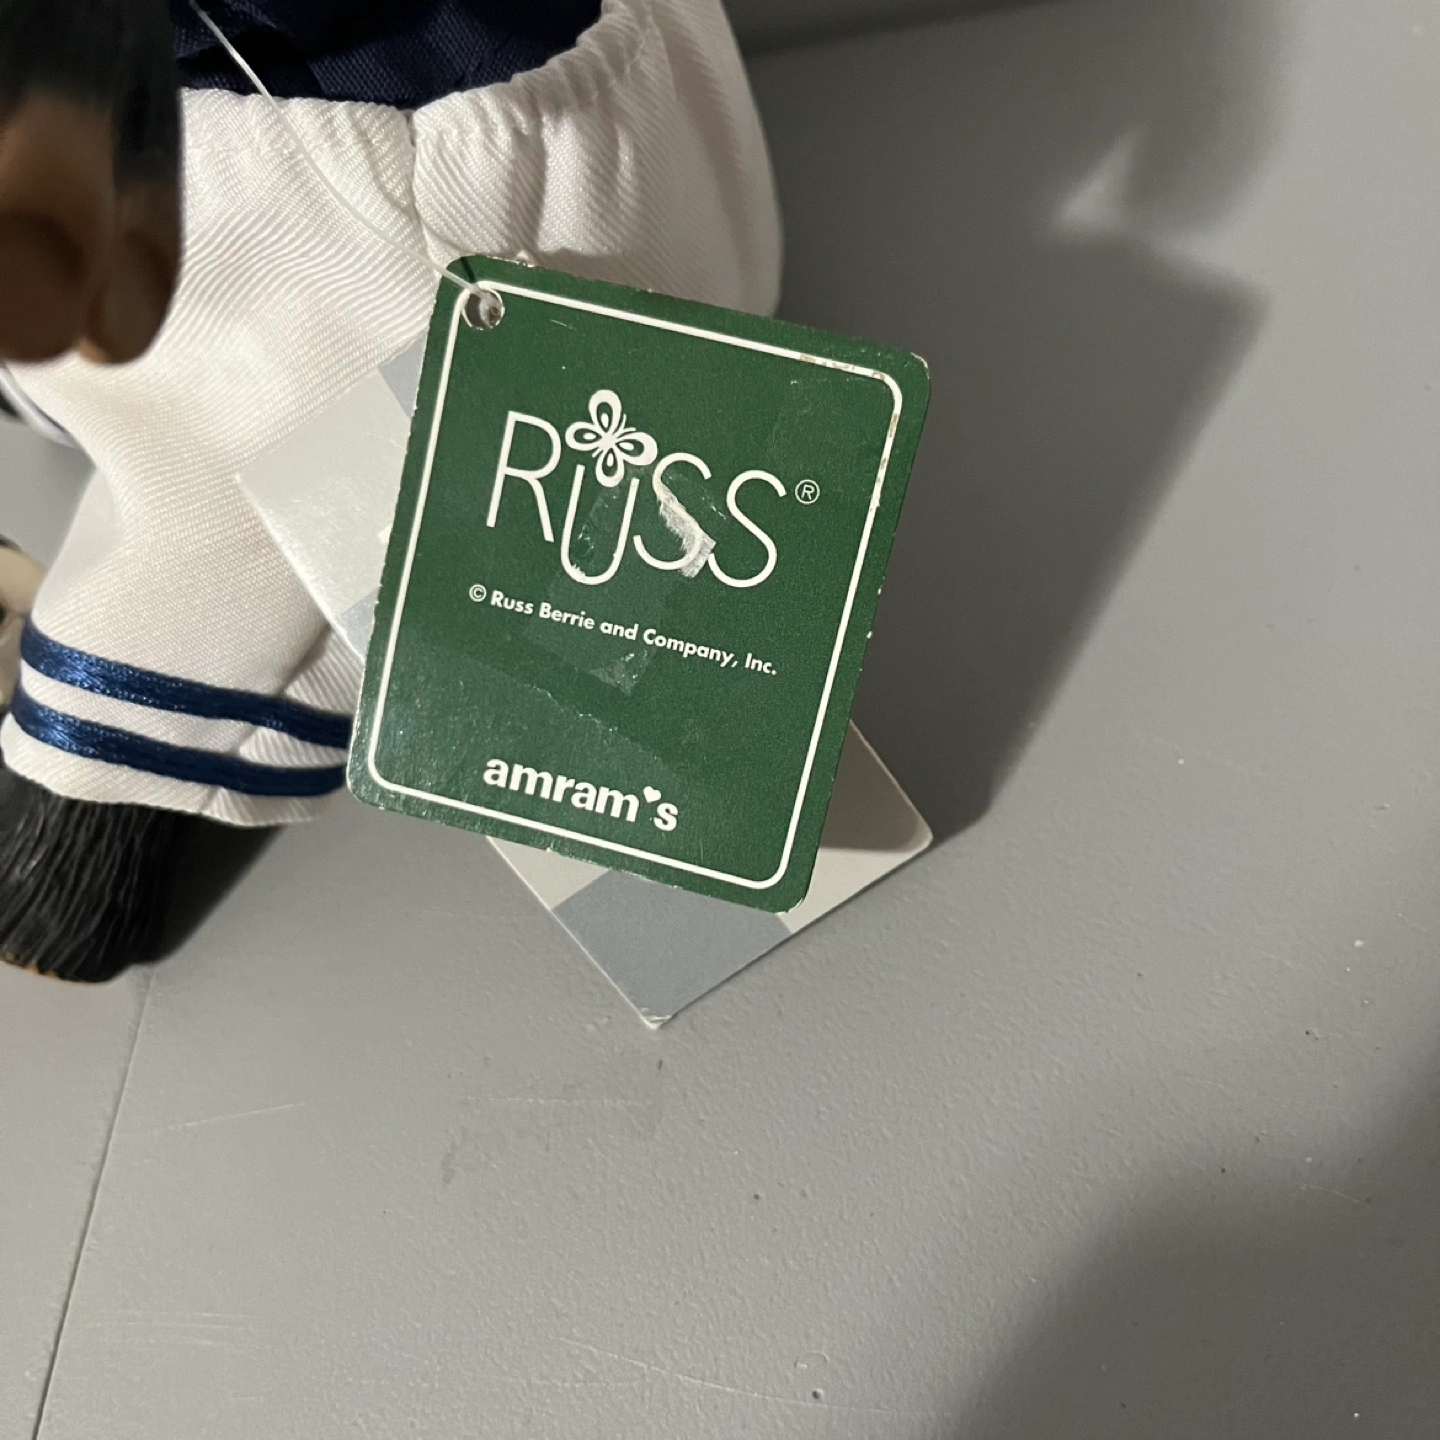 RUSS®
© Russ Berrie and Company, Inc.
amram's